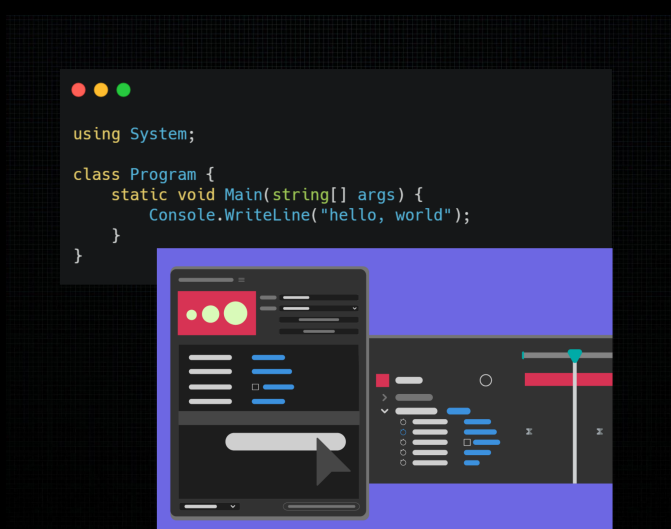 using System;
class Program {
static void Main(string[] args) {
Console.WriteLine("hello, world");
}
}